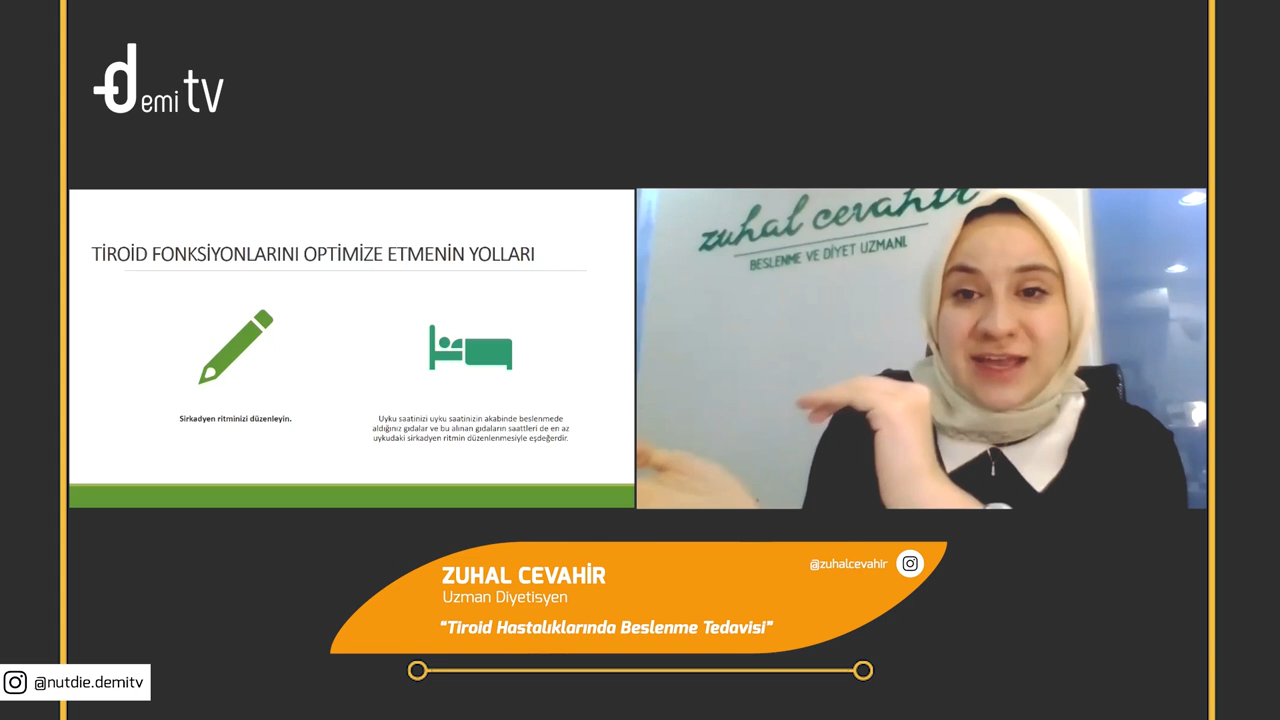 demi tv
TİROİD FONKSİYONLARINI OPTİMİZE ETMENİN YOLLARI
Sirkadyen ritminizi düzenleyin.
Uyku saatinizi uyku saatinizin akabinde beslenmede
aldığınız gıdalar ve bu alınan gıdaların saattleri de en az
uykudaki sirkadyen ritmin düzenlenmesiyle eşdeğerdir.
zuhal cevahir
BESLENME VE DİYET UZMANI
ZUHAL CEVAHİR
Uzman Diyetisyen
@zuhalcevahir
“Tiroid Hastalıklarında Beslenme Tedavisi”
@nutdie.demitv